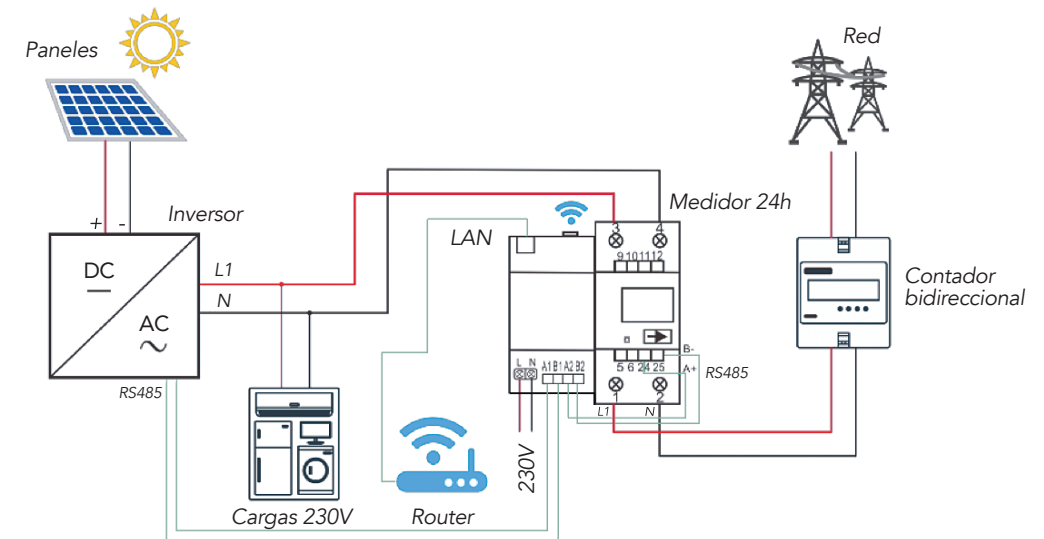 Paneles
Red
+ -
Inversor
Medidor 24h
LAN
3 4
9 10 11 12
DC
AC
L1
N
Contador
bidireccional
B-
A+
RS485
L N
A1 B1 A2 B2
5 6 24 25
1 2
L1 N
RS485
230V
Cargas 230V
Router